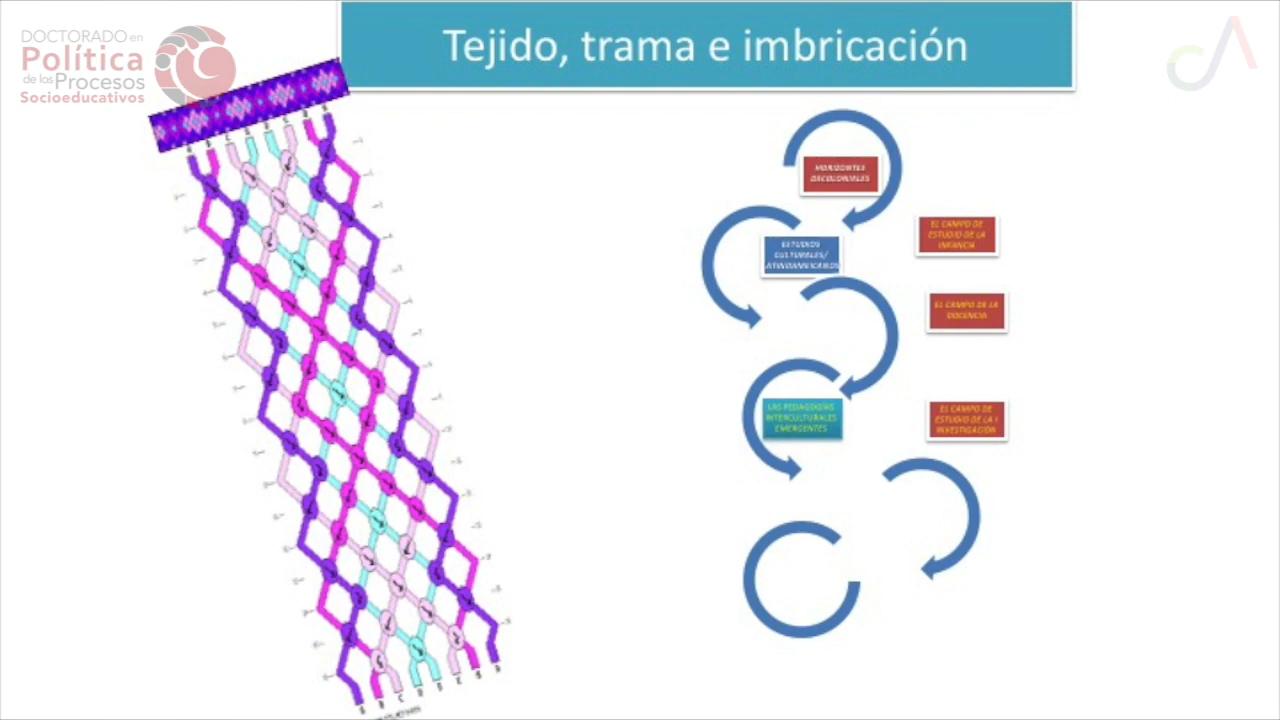 DOCTORADO en
Política
de los Procesos
Socioeducativos
Tejido, trama e imbricación
HORIZONTES
DECOLONIALES
ESTUDIOS
CULTURALES/
LATINOAMERICANOS
EL CAMPO DE
ESTUDIO DE LA
INFANCIA
EL CAMPO DE LA
DOCENCIA
LAS PEDAGOGÍAS
INTERCULTURALES
EMERGENTES
EL CAMPO DE
ESTUDIO DE LA I
INVESTIGACIÓN